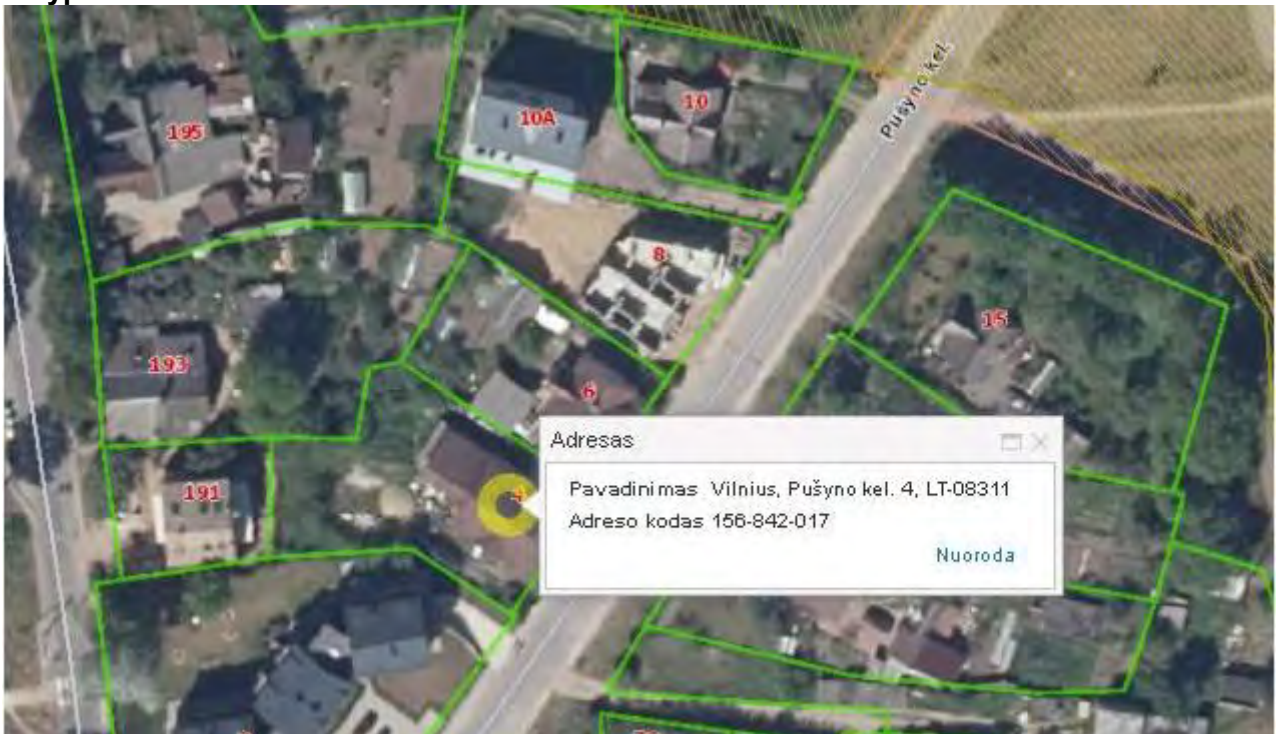 10
10A
Pušyno kel.
195
8
15
193
6
Adresas
Pavadinimas Vilnius, Pušyno kel. 4, LT-08311
191
Adreso kodas 156-842-017
Nuoroda